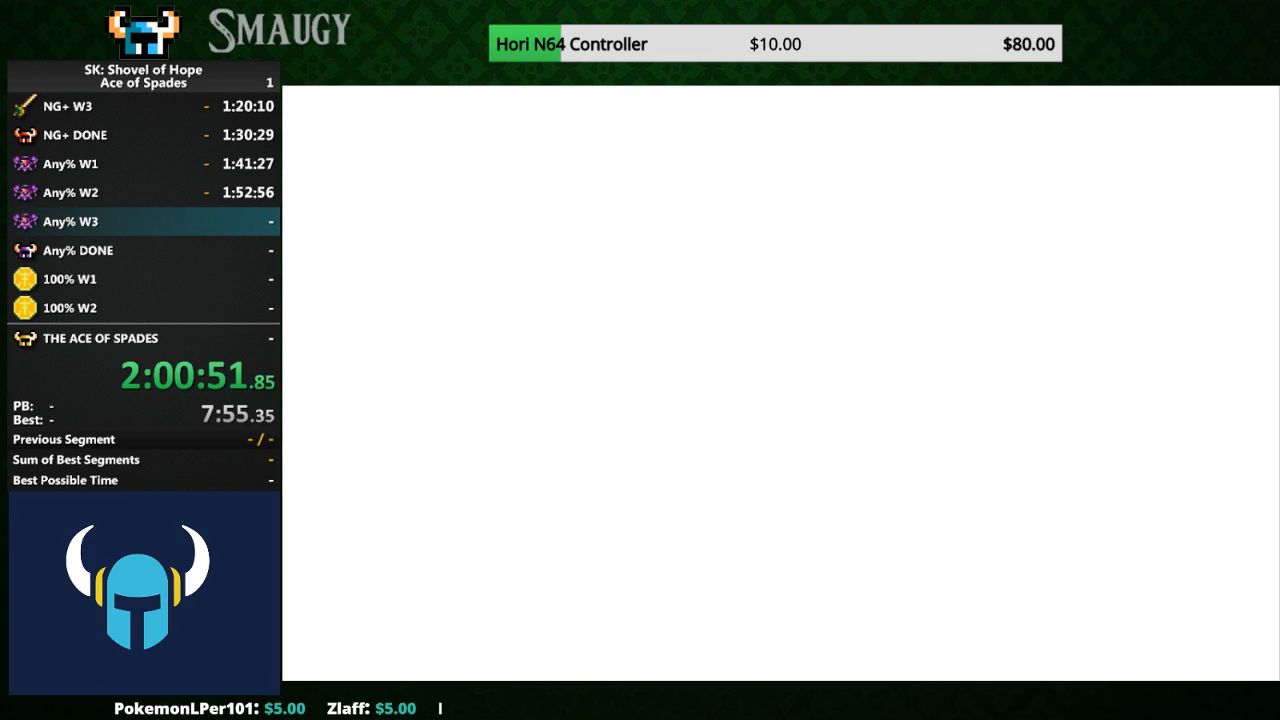 SMAUGY
Hori N64 Controller $10.00 $80.00
SK: Shovel of Hope
Ace of Spades 1
NG+ W3 - 1:20:10
NG+ DONE - 1:30:29
Any% W1 - 1:41:27
Any% W2 - 1:52:56
Any% W3 -
Any% DONE -
100% W1 -
100% W2 -
THE ACE OF SPADES -
2:00:51.85
PB: - 7:55.35
Best: -
Previous Segment - / -
Sum of Best Segments -
Best Possible Time -
PokemonLPer101: $5.00 Zlaff: $5.00 |